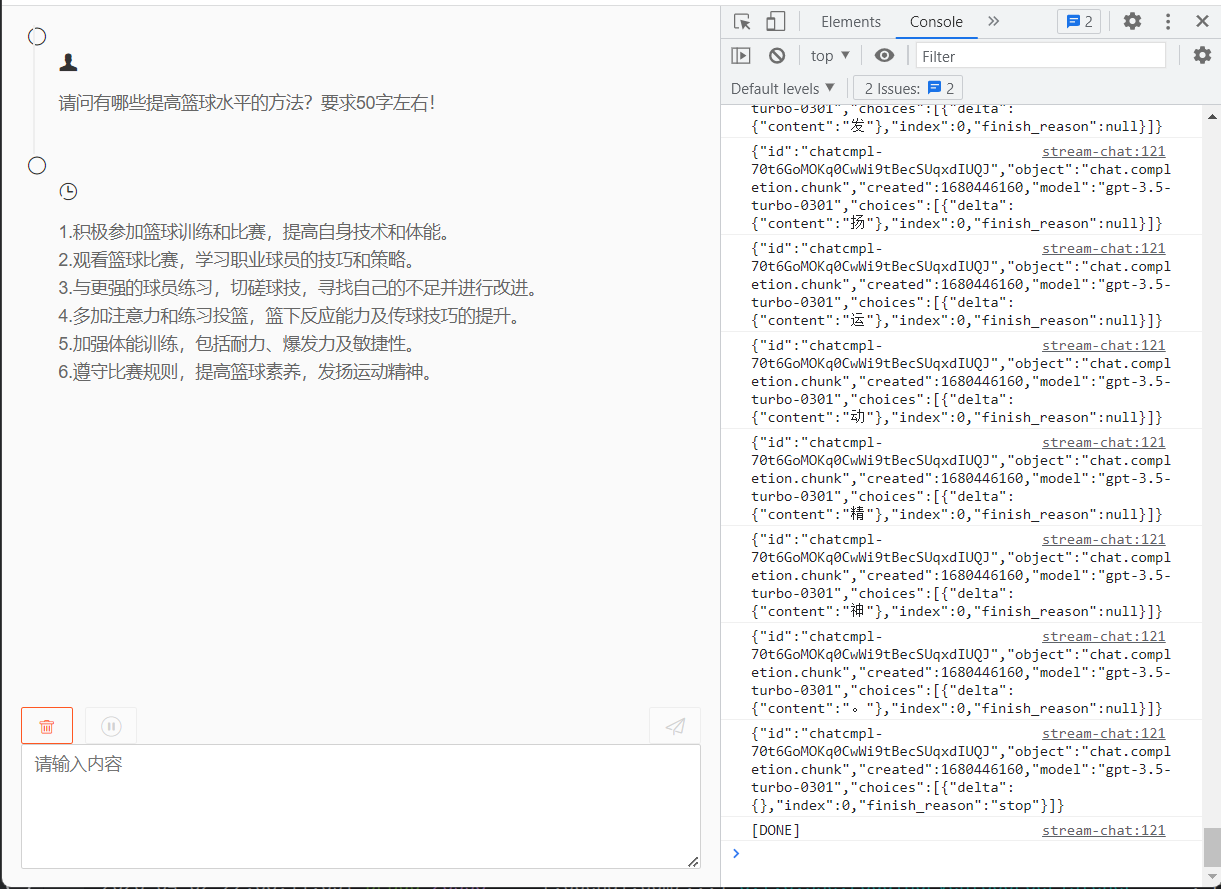 请问有哪些提高篮球水平的方法？要求50字左右！
1.积极参加篮球训练和比赛，提高自身技术和体能。
2.观看篮球比赛，学习职业球员的技巧和策略。
3.与更强的球员练习，切磋球技，寻找自己的不足并进行改进。
4.多加注意力和练习投篮，篮下反应能力及传球技巧的提升。
5.加强体能训练，包括耐力、爆发力及敏捷性。
6.遵守比赛规则，提高篮球素养，发扬运动精神。
请输入内容
Elements Console 2
top Filter
Default levels 2 Issues: 2
turbo-0301","choices":[{"delta":
{"content":"发"},"index":0,"finish_reason":null}]}
{"id":"chatcmpl- stream-chat:121
70t6GoMOKq0CwWi9tBecSUqxdIUQJ","object":"chat.compl
etion.chunk","created":1680446160,"model":"gpt-3.5-
turbo-0301","choices":[{"delta":
{"content":"扬"},"index":0,"finish_reason":null}]}
{"id":"chatcmpl- stream-chat:121
70t6GoMOKq0CwWi9tBecSUqxdIUQJ","object":"chat.compl
etion.chunk","created":1680446160,"model":"gpt-3.5-
turbo-0301","choices":[{"delta":
{"content":"运"},"index":0,"finish_reason":null}]}
{"id":"chatcmpl- stream-chat:121
70t6GoMOKq0CwWi9tBecSUqxdIUQJ","object":"chat.compl
etion.chunk","created":1680446160,"model":"gpt-3.5-
turbo-0301","choices":[{"delta":
{"content":"动"},"index":0,"finish_reason":null}]}
{"id":"chatcmpl- stream-chat:121
70t6GoMOKq0CwWi9tBecSUqxdIUQJ","object":"chat.compl
etion.chunk","created":1680446160,"model":"gpt-3.5-
turbo-0301","choices":[{"delta":
{"content":"精"},"index":0,"finish_reason":null}]}
{"id":"chatcmpl- stream-chat:121
70t6GoMOKq0CwWi9tBecSUqxdIUQJ","object":"chat.compl
etion.chunk","created":1680446160,"model":"gpt-3.5-
turbo-0301","choices":[{"delta":
{"content":"神"},"index":0,"finish_reason":null}]}
{"id":"chatcmpl- stream-chat:121
70t6GoMOKq0CwWi9tBecSUqxdIUQJ","object":"chat.compl
etion.chunk","created":1680446160,"model":"gpt-3.5-
turbo-0301","choices":[{"delta":
{"content":"。"},"index":0,"finish_reason":null}]}
{"id":"chatcmpl- stream-chat:121
70t6GoMOKq0CwWi9tBecSUqxdIUQJ","object":"chat.compl
etion.chunk","created":1680446160,"model":"gpt-3.5-
turbo-0301","choices":[{"delta":
{},"index":0,"finish_reason":"stop"}]}
[DONE] stream-chat:121